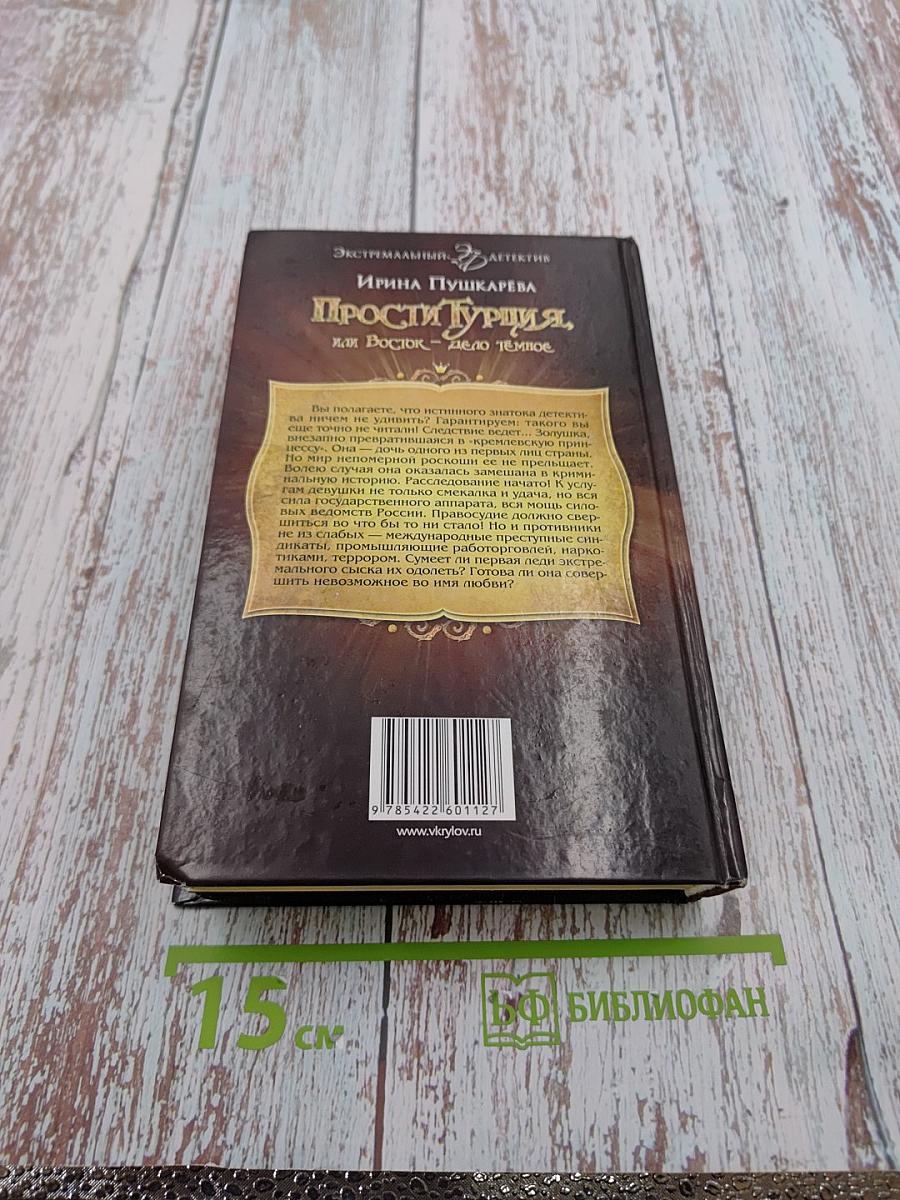 Экстремальный ЭД детектив
Ирина Пушкарёва
ПростиТурция,
или Восток – дело тёмное
Вы полагаете, что истинного знатока детекти-
ва ничем не удивить? Гарантируем: такого вы
еще точно не читали! Следствие ведет... Золушка,
внезапно превратившаяся в «кремлевскую прин-
цессу». Она — дочь одного из первых лиц страны.
Но мир непомерной роскоши ее не прельщает.
Волею случая она оказалась замешана в крими-
нальную историю. Расследование начато! К услу-
гам девушки не только смекалка и удача, но вся
сила государственного аппарата, вся мощь сило-
вых ведомств России. Правосудие должно свер-
шиться во что бы то ни стало! Но и противники
не из слабых — международные преступные син-
дикаты, промышляющие работорговлей, нарко-
тиками, террором. Сумеет ли первая леди экстре-
мального сыска их одолеть? Готова ли она совер-
шить невозможное во имя любви?
9 785422 601127
www.vkrylov.ru
15 см
БФ БИБЛИОФАН